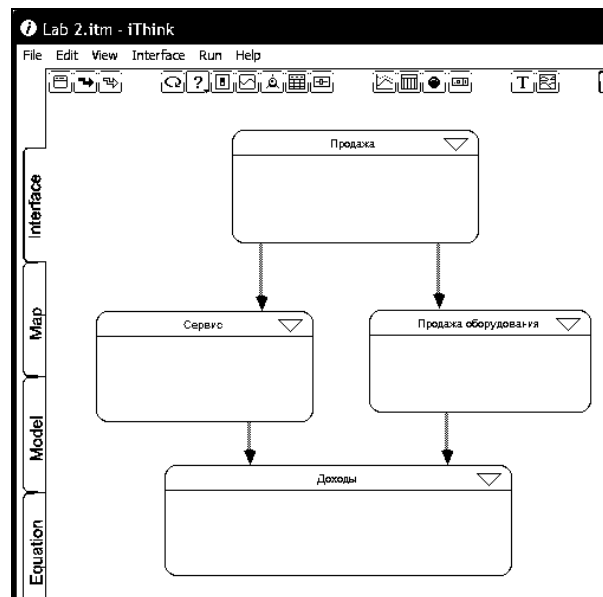 Lab 2.itm - iThink
File Edit View Interface Run Help
?
T
Interface
Map
Model
Equation
Продажа
Сервис
Продажа оборудования
Доходы